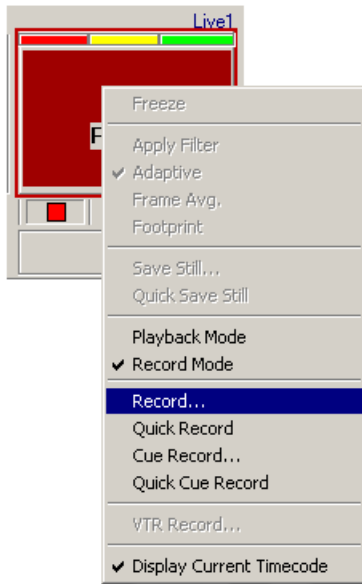 Live1
F
Freeze
Apply Filter
Adaptive
Frame Avg.
Footprint
Save Still...
Quick Save Still
Playback Mode
Record Mode
Record...
Quick Record
Cue Record...
Quick Cue Record
VTR Record...
Display Current Timecode